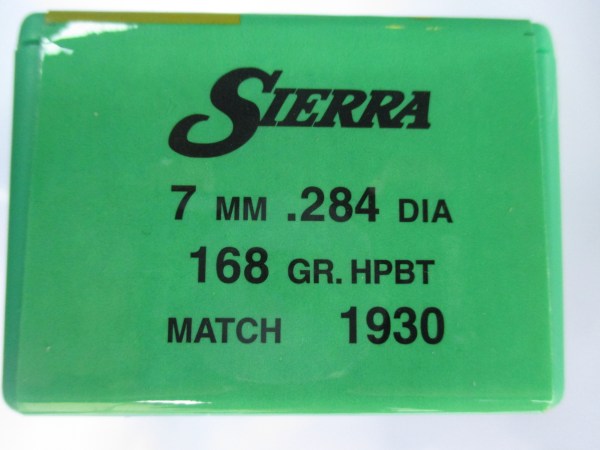 SIERRA
7 MM .284 DIA
168 GR. HPBT
MATCH 1930